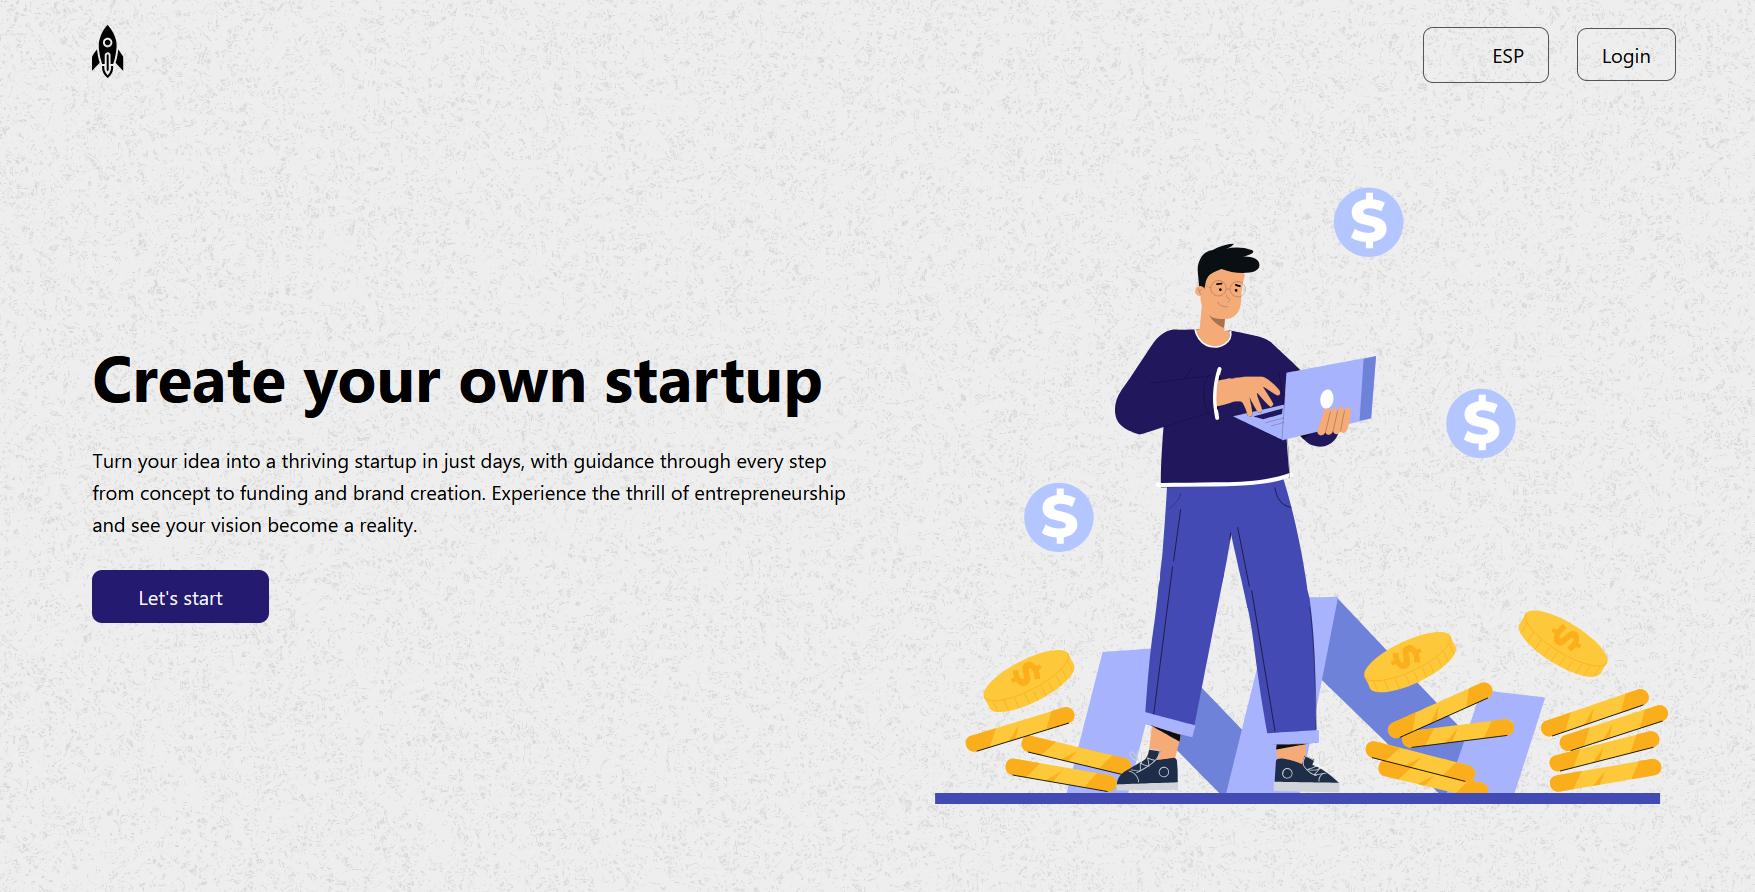 ESP
Login
Create your own startup
Turn your idea into a thriving startup in just days, with guidance through every step
from concept to funding and brand creation. Experience the thrill of entrepreneurship
and see your vision become a reality.
Let's start
$
$
$
$
$
$